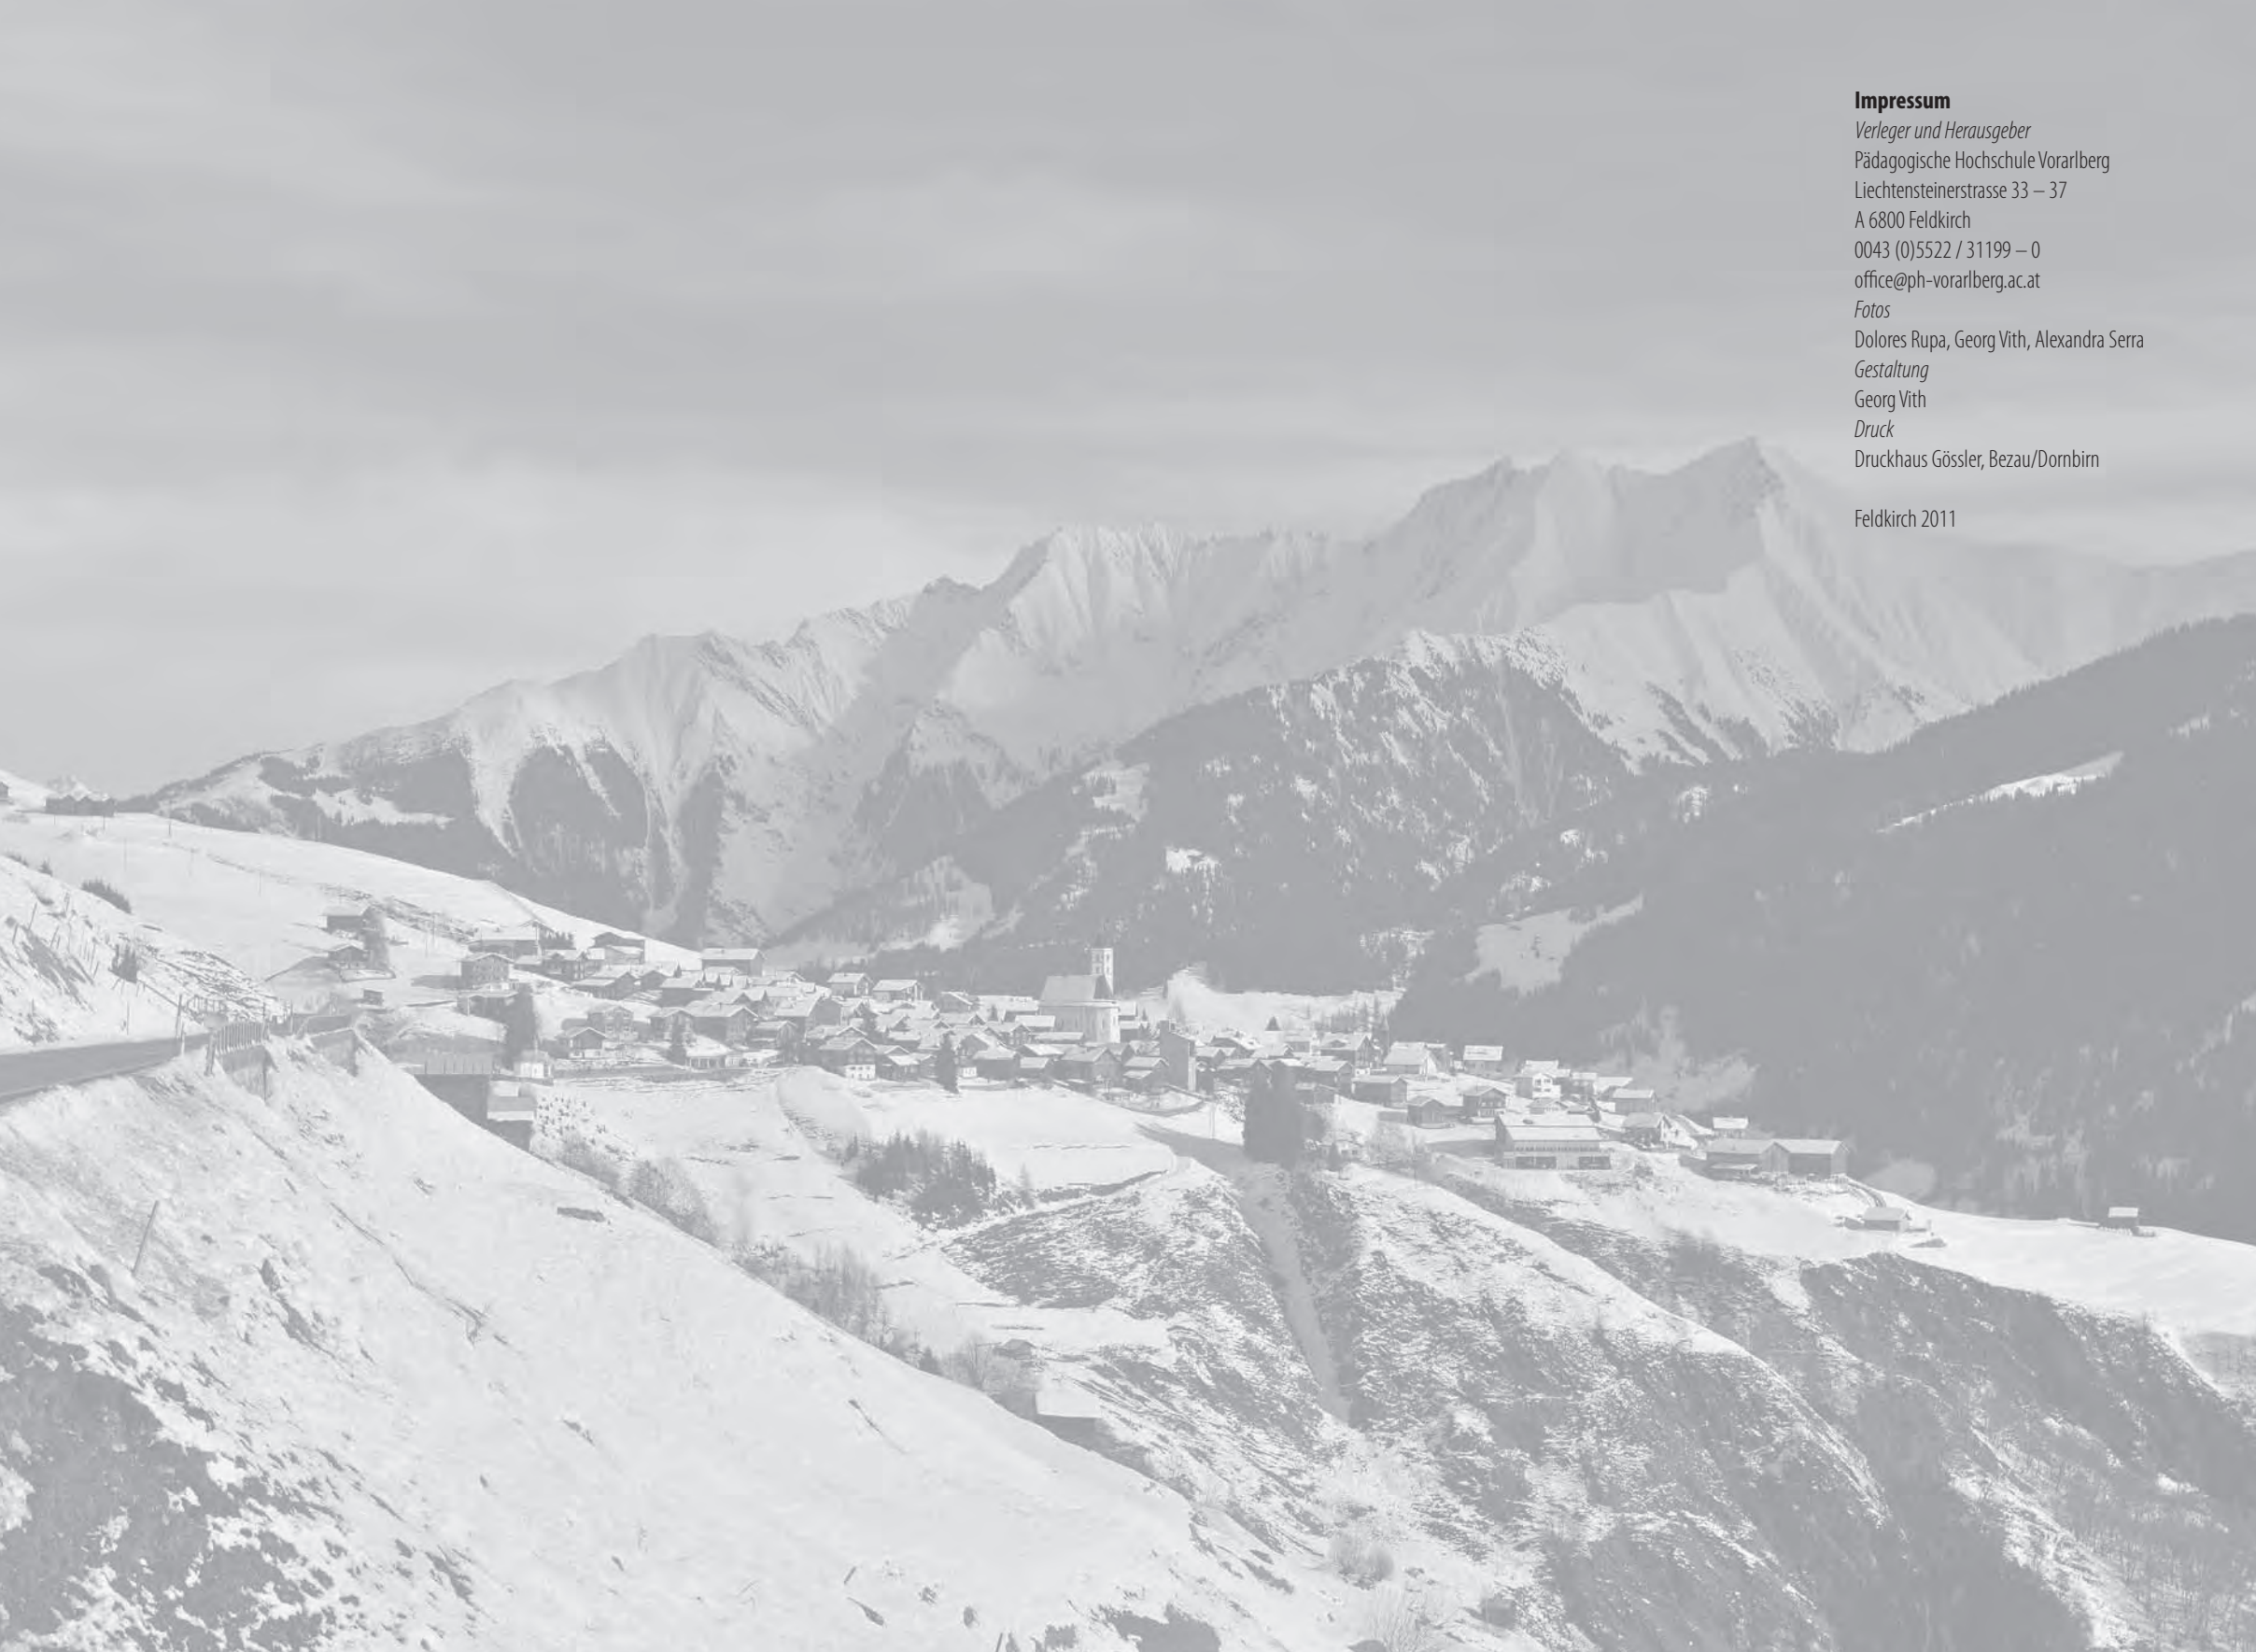 Impressum
Verleger und Herausgeber
Pädagogische Hochschule Vorarlberg
Liechtensteinerstrasse 33 – 37
A 6800 Feldkirch
0043 (0)5522 / 31199 – 0
office@ph-vorarlberg.ac.at
Fotos
Dolores Rupa, Georg Vith, Alexandra Serra
Gestaltung
Georg Vith
Druck
Druckhaus Gössler, Bezau/Dornbirn
Feldkirch 2011